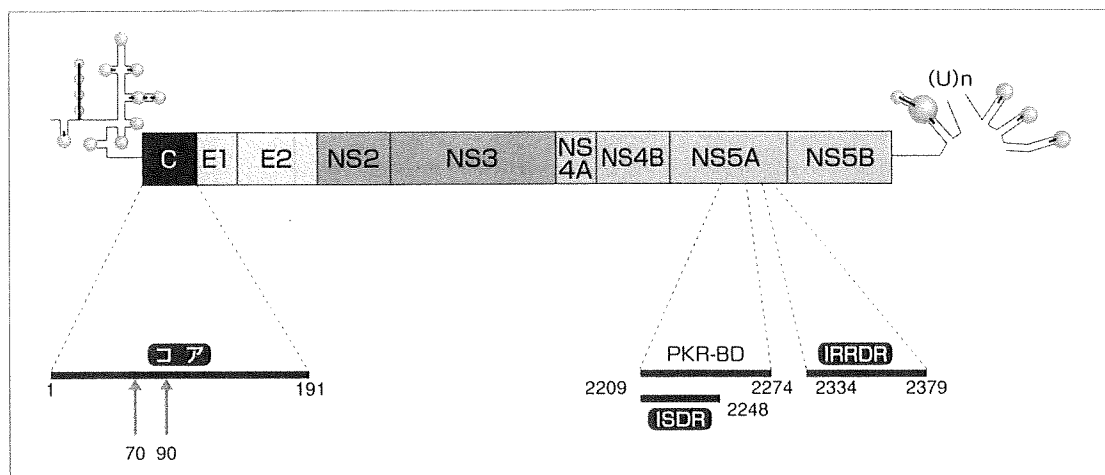 (U)n
C E1 E2 NS2 NS3 NS 4A NS4B NS5A NS5B
コア
PKR-BD
IRRDR
1
191
2209
2274
2334
2379
ISDR
2248
70
90